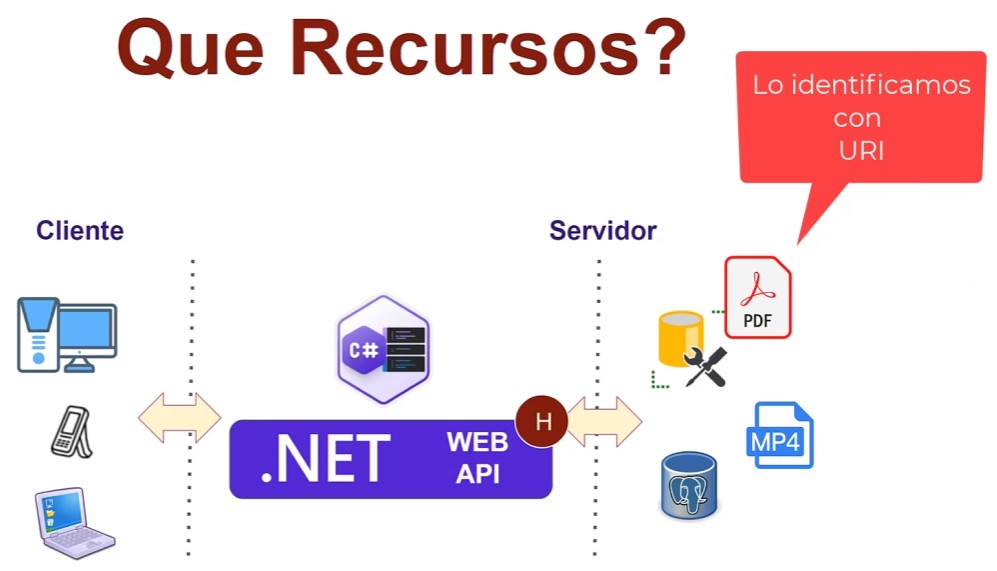 Que Recursos?
Lo identificamos
con
URI
Cliente
Servidor
PDF
C#
H
.NET
WEB
API
MP4